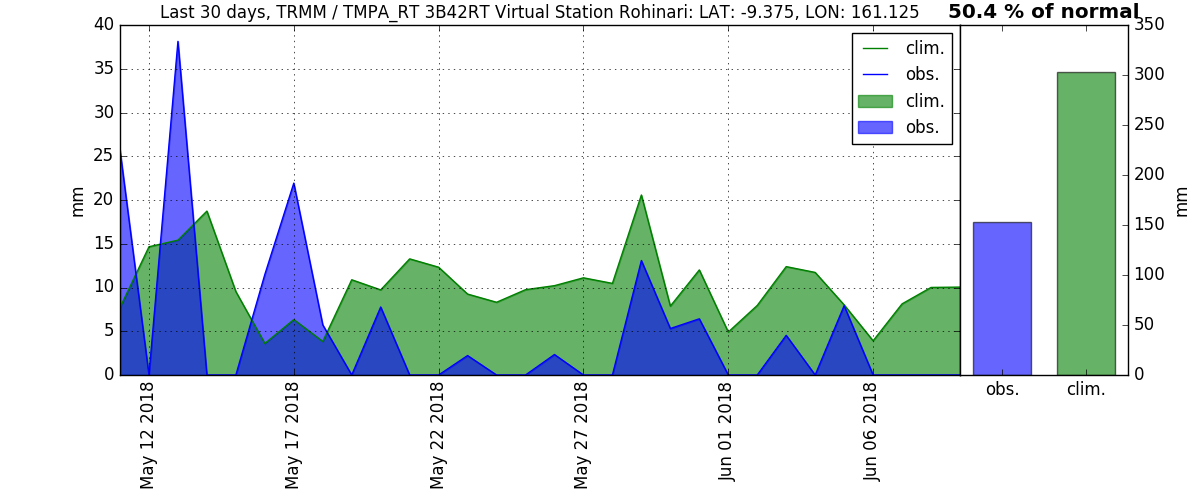 Last 30 days, TRMM / TMPA_RT 3B42RT Virtual Station Rohinari: LAT: -9.375, LON: 161.125
50.4 % of normal
40
35
30
25
20
15
10
5
0
mm
clim.
obs.
clim.
obs.
May 12 2018
May 17 2018
May 22 2018
May 27 2018
Jun 01 2018
Jun 06 2018
350
300
250
200
150
100
50
0
mm
obs.
clim.